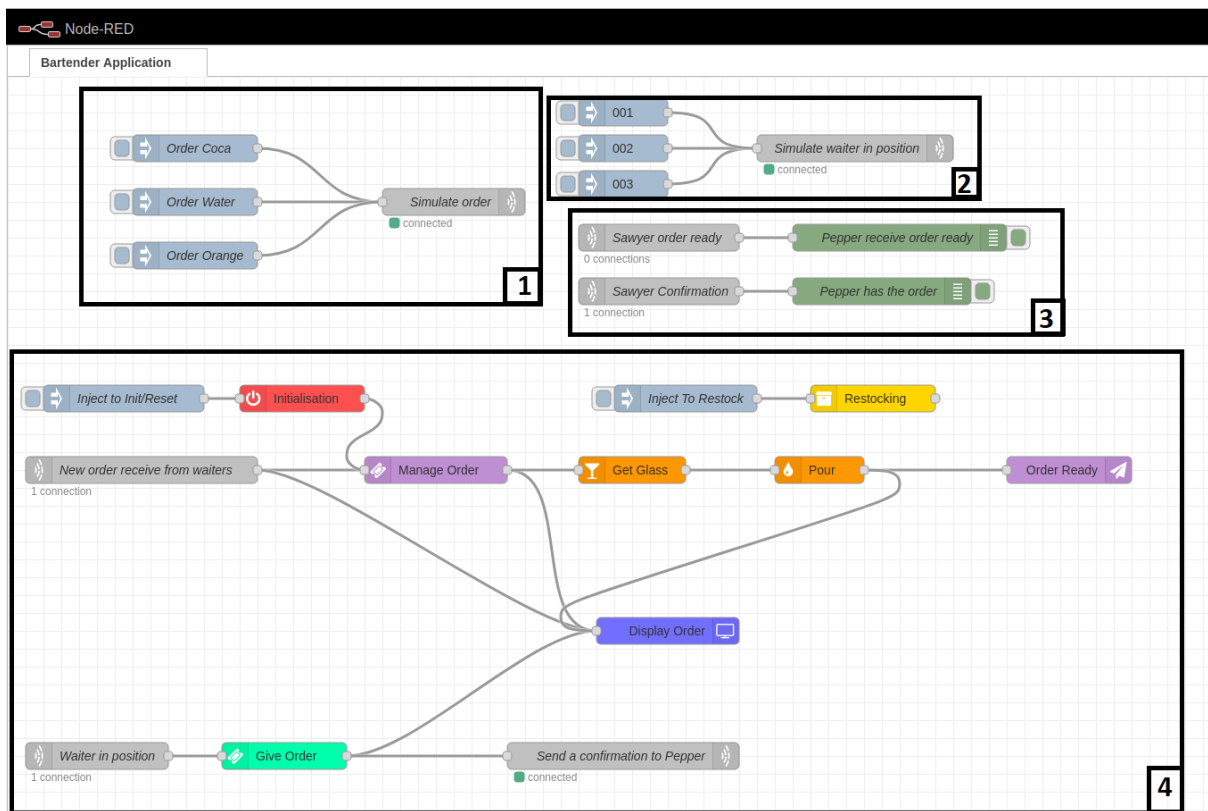 Node-RED
Bartender Application
Order Coca
Order Water
Order Orange
Simulate order
connected
1
001
002
003
Simulate waiter in position
connected
2
Sawyer order ready
0 connections
Pepper receive order ready
Sawyer Confirmation
1 connection
Pepper has the order
3
Inject to Init/Reset
Initialisation
Inject To Restock
Restocking
New order receive from waiters
1 connection
Manage Order
Get Glass
Pour
Order Ready
Display Order
Waiter in position
1 connection
Give Order
Send a confirmation to Pepper
connected
4